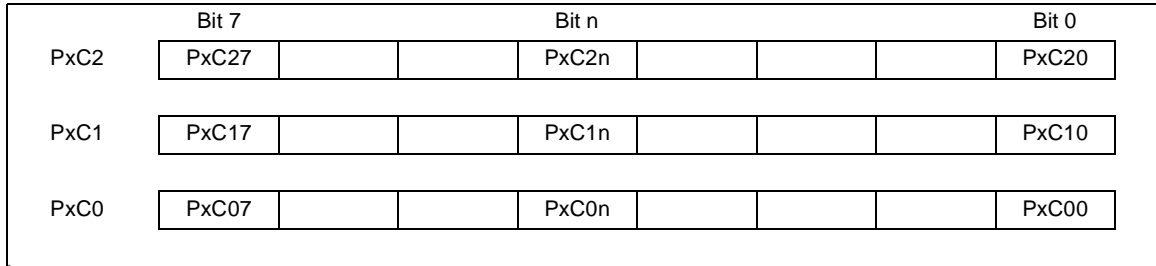 Bit 7 Bit n Bit 0
PxC2 PxC27 PxC2n PxC20
PxC1 PxC17 PxC1n PxC10
PxC0 PxC07 PxC0n PxC00